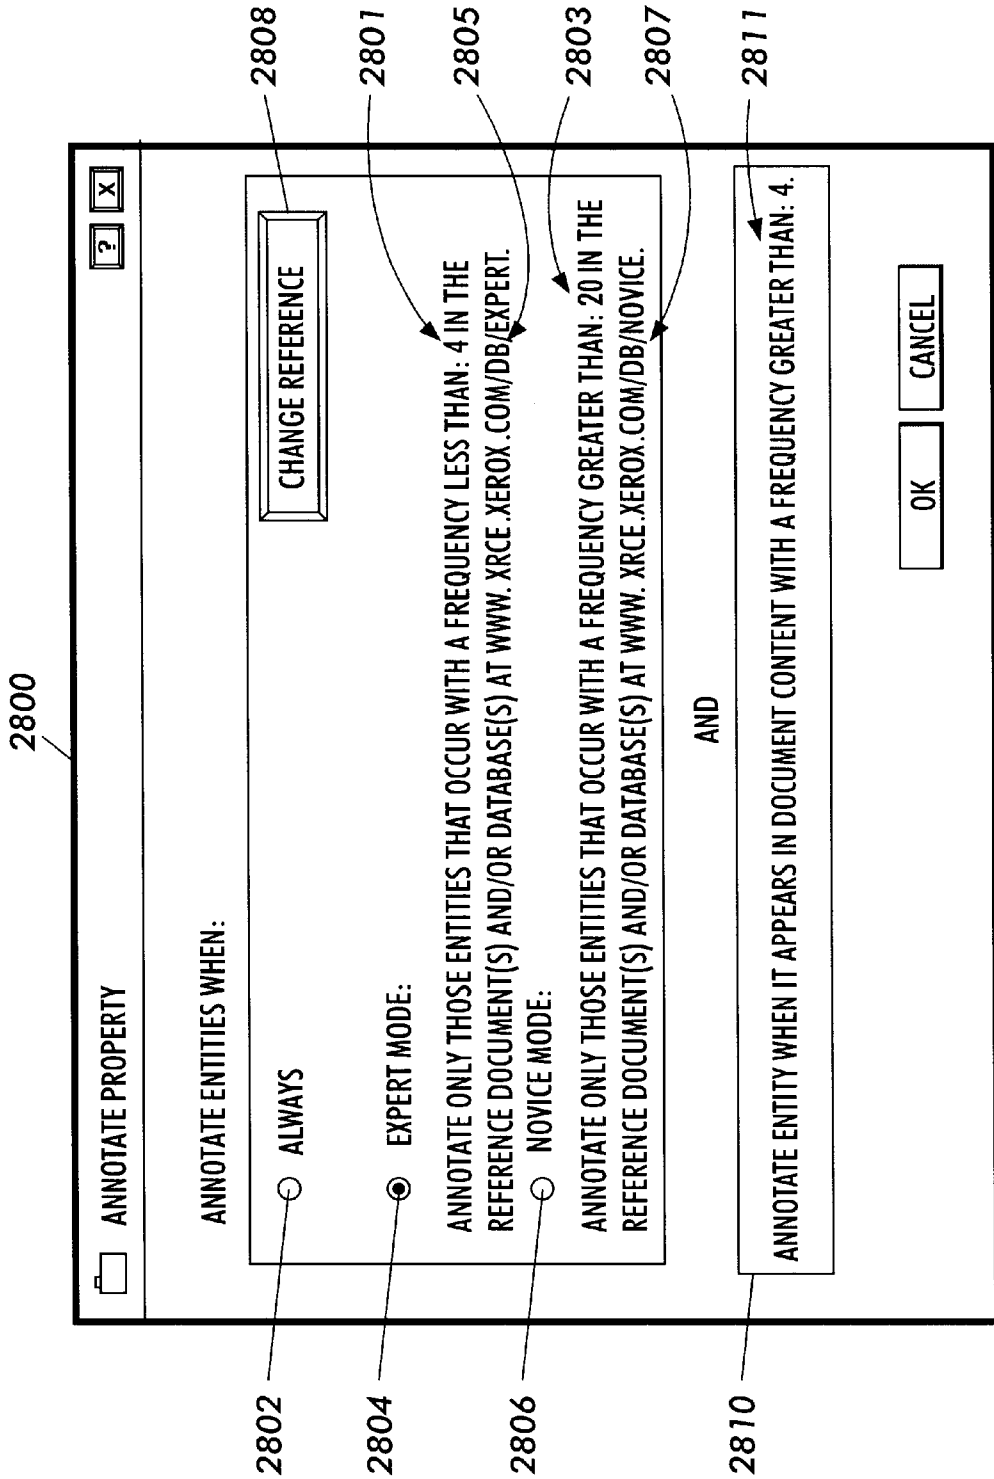 2800
ANNOTATE PROPERTY
? X
ANNOTATE ENTITIES WHEN:
2802
ALWAYS
CHANGE REFERENCE
2808
2804
EXPERT MODE:
2801
ANNOTATE ONLY THOSE ENTITIES THAT OCCUR WITH A FREQUENCY LESS THAN: 4 IN THE
REFERENCE DOCUMENT(S) AND/OR DATABASE(S) AT WWW. XRCE.XEROX.COM/DB/EXPERT.
2805
2806
NOVICE MODE:
2803
ANNOTATE ONLY THOSE ENTITIES THAT OCCUR WITH A FREQUENCY GREATER THAN: 20 IN THE
REFERENCE DOCUMENT(S) AND/OR DATABASE(S) AT WWW. XRCE.XEROX.COM/DB/NOVICE.
2807
AND
2810
ANNOTATE ENTITY WHEN IT APPEARS IN DOCUMENT CONTENT WITH A FREQUENCY GREATER THAN: 4.
2811
OK
CANCEL